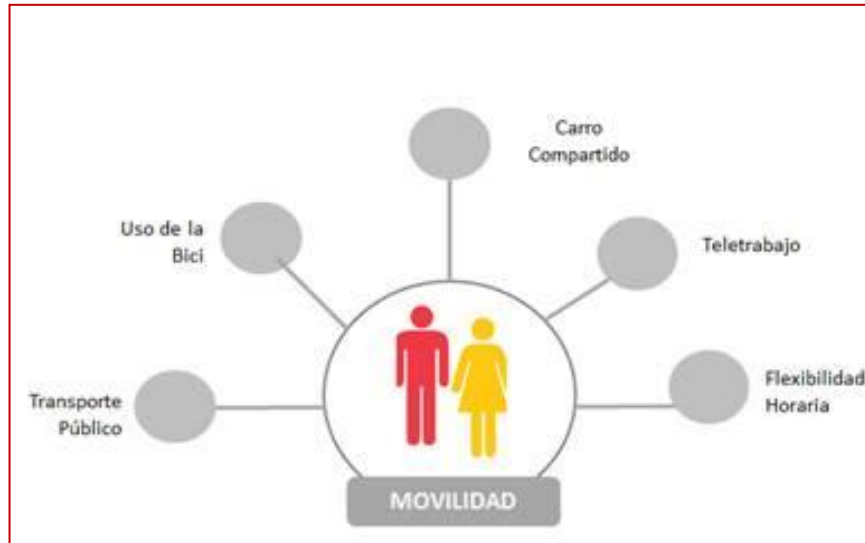 Carro
Compartido
Uso de la
Bici
Teletrabajo
Transporte
Público
Flexibilidad
Horaria
MOVILIDAD